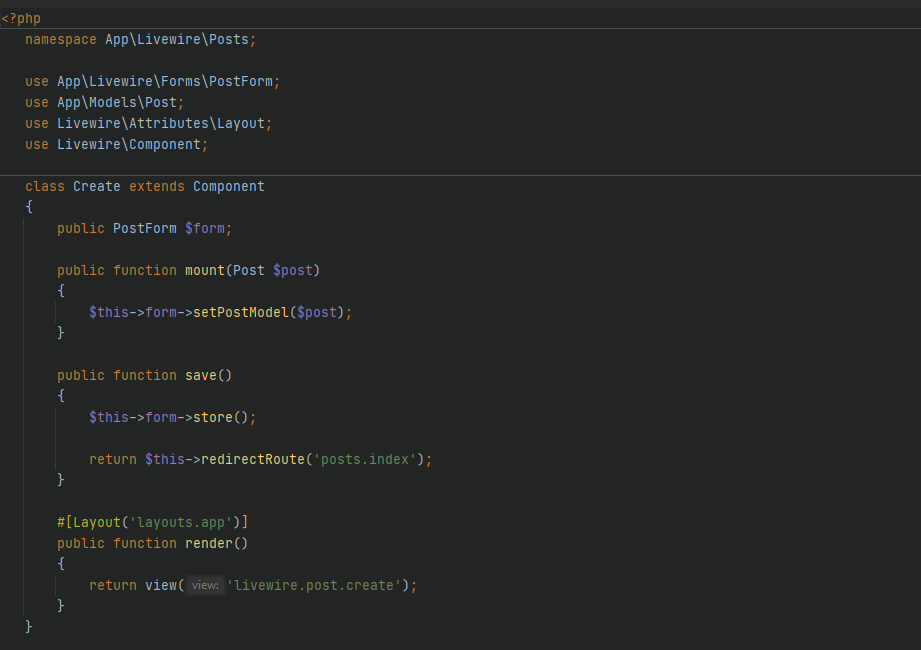 <?php
namespace App\Livewire\Posts;
use App\Livewire\Forms\PostForm;
use App\Models\Post;
use Livewire\Attributes\Layout;
use Livewire\Component;
class Create extends Component
{
    public PostForm $form;
    public function mount(Post $post)
    {
        $this->form->setPostModel($post);
    }
    public function save()
    {
        $this->form->store();
        return $this->redirectRoute('posts.index');
    }
    #[Layout('layouts.app')]
    public function render()
    {
        return view( view: 'livewire.post.create');
    }
}